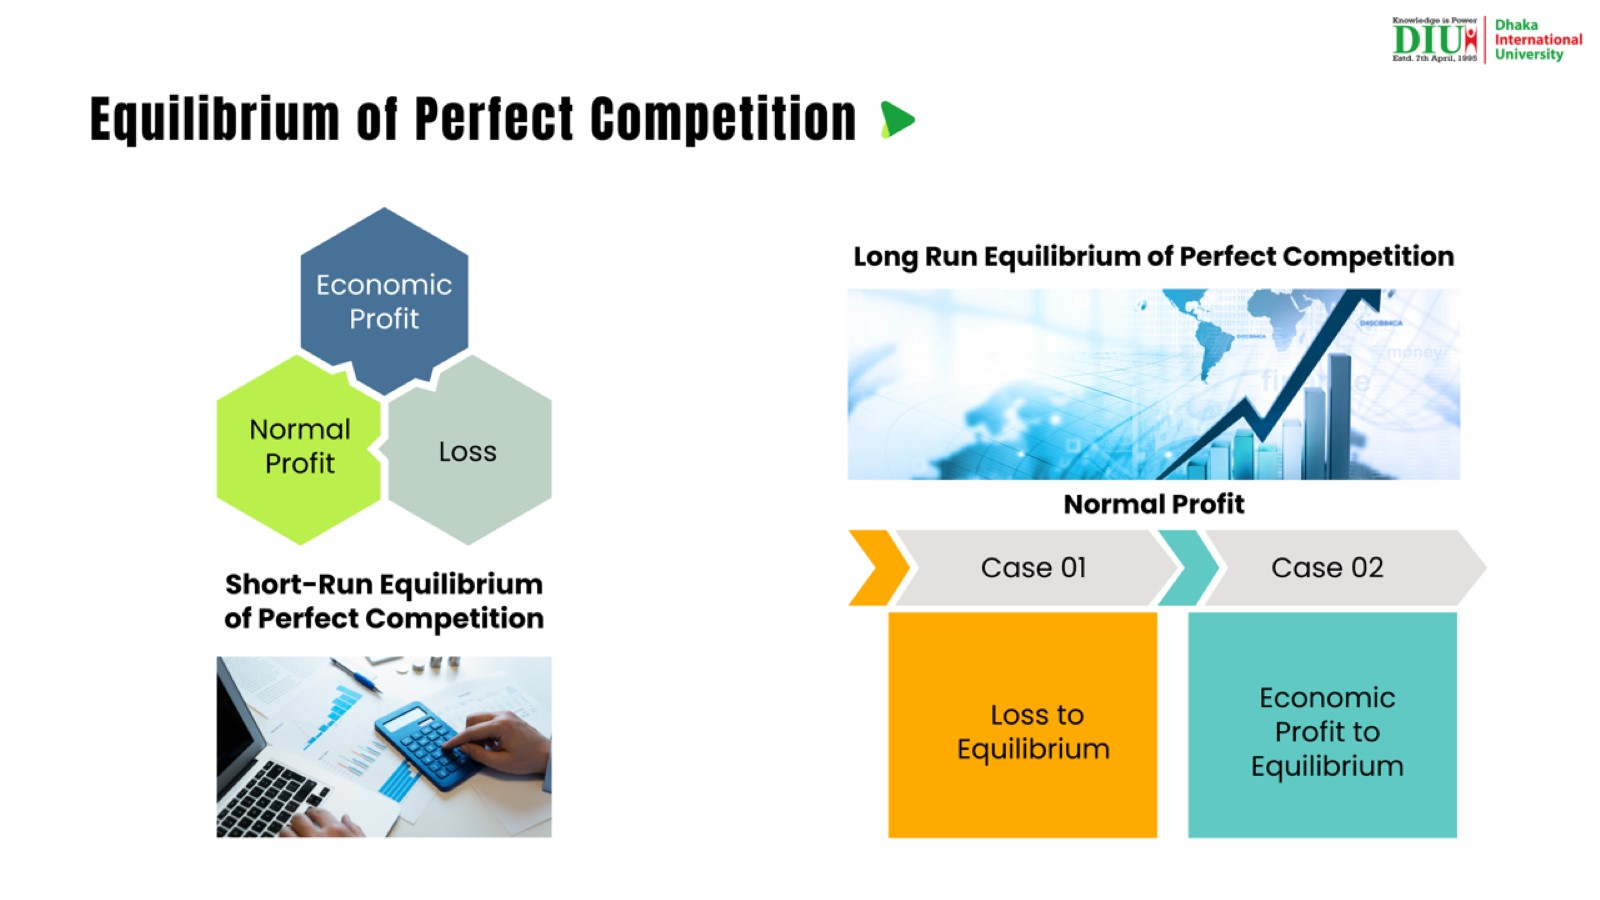 Knowledge is Power
DIU
Estd. 7th April, 1995
Dhaka
International
University
Equilibrium of Perfect Competition
Economic
Profit
Normal
Profit
Loss
Short-Run Equilibrium
of Perfect Competition
Long Run Equilibrium of Perfect Competition
money
Normal Profit
Case 01
Case 02
Loss to
Equilibrium
Economic
Profit to
Equilibrium